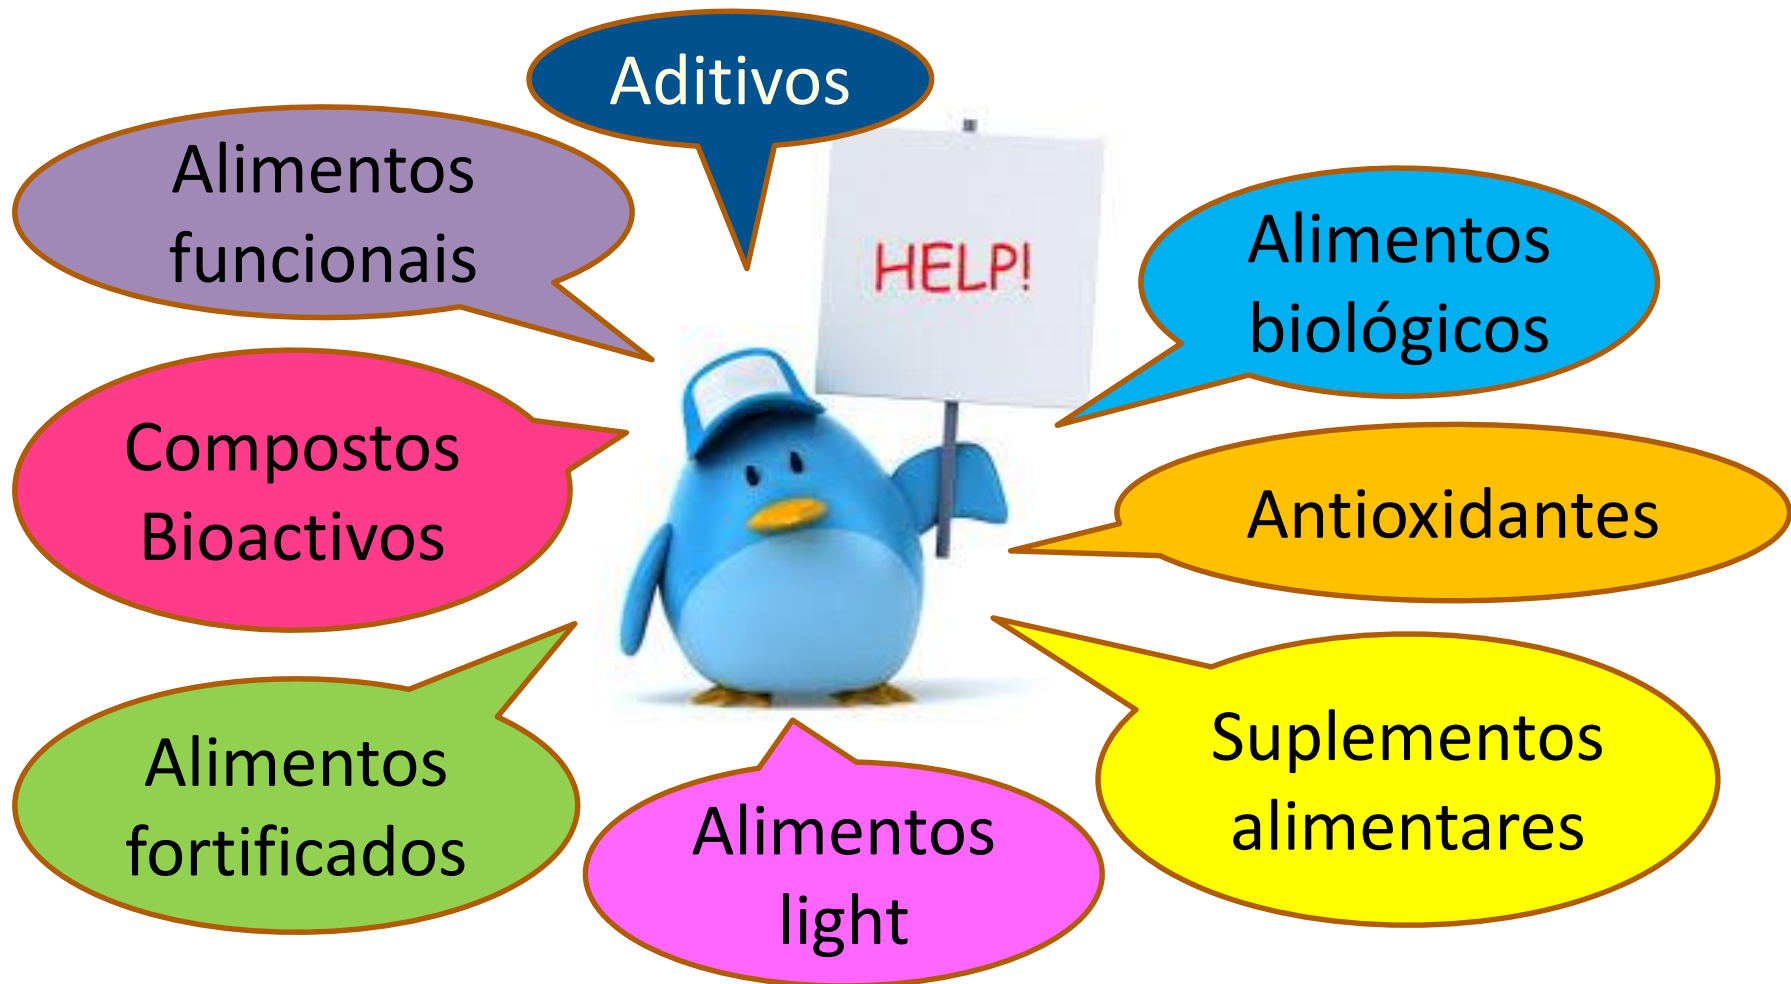 Aditivos
Alimentos
funcionais
HELP!
Alimentos
biológicos
Compostos
Bioactivos
Antioxidantes
Alimentos
fortificados
Alimentos
light
Suplementos
alimentares